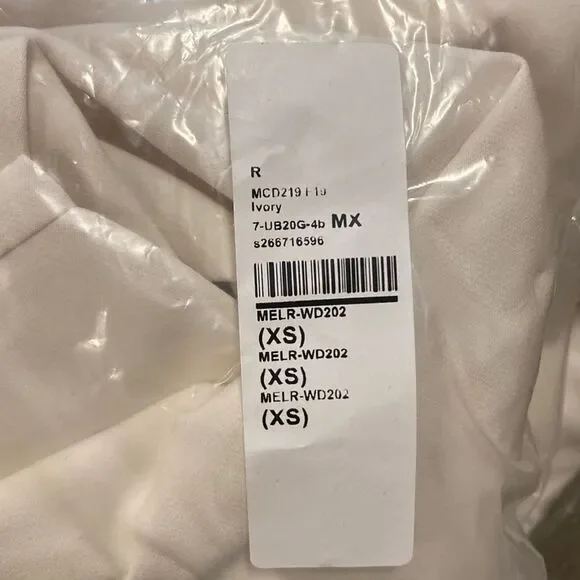 R
MCD219 F19
Ivory
7-UB20G-4b MX
s266716596
MELR-WD202
(XS)
MELR-WD202
(XS)
MELR-WD202
(XS)